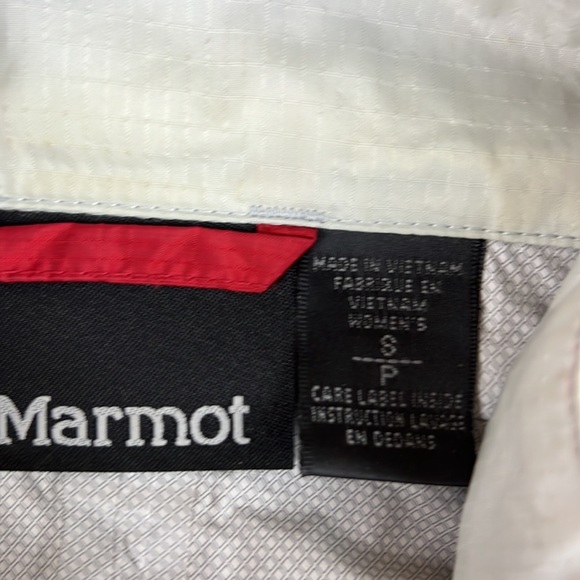 Marmot
MADE IN VIETNAM
FABRIQUE EN
VIETNAM
WOMEN'S
S
P
CARE LABEL INSIDE
INSTRUCTION LAVAGE
EN DEDANS